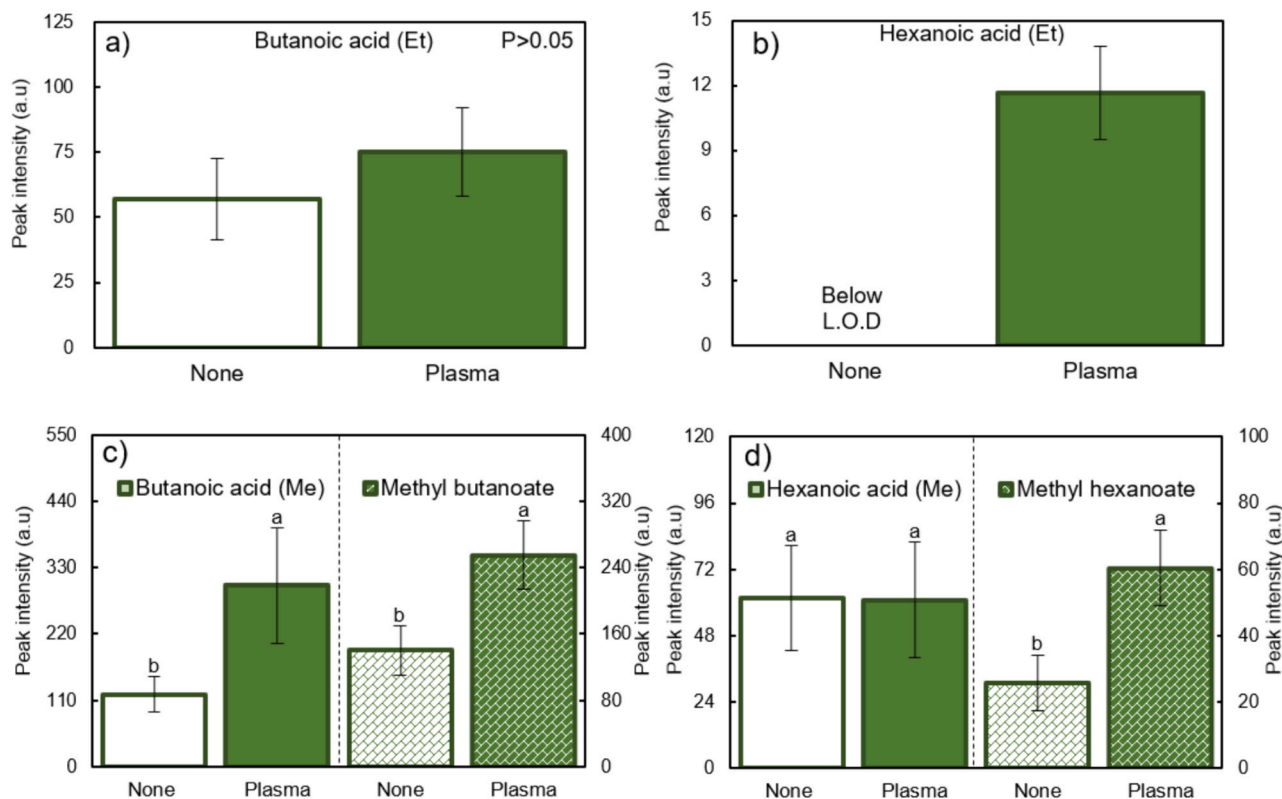 a)
Butanoic acid (Et)
P>0.05
Peak intensity (a.u)
125
100
75
50
25
0
None
Plasma
b)
Hexanoic acid (Et)
Peak intensity (a.u)
15
12
9
6
3
0
Below
L.O.D
None
Plasma
c)
Butanoic acid (Me)
Methyl butanoate
Peak intensity (a.u)
550
440
330
220
110
0
b
a
b
a
400
320
240
160
80
0
Peak intensity (a.u)
None
Plasma
None
Plasma
d)
Hexanoic acid (Me)
Methyl hexanoate
Peak intensity (a.u)
120
96
72
48
24
0
a
a
b
a
100
80
60
40
20
0
Peak intensity (a.u)
None
Plasma
None
Plasma